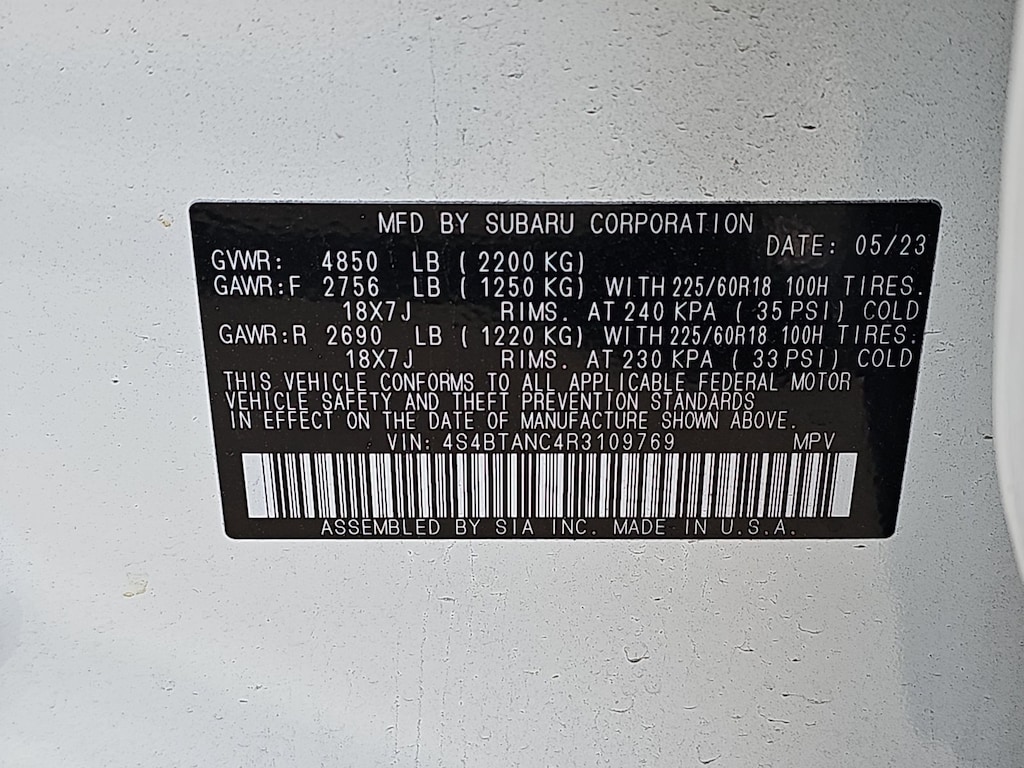 MFD BY SUBARU CORPORATION
DATE: 05/23
GVWR: 4850 LB (2200 KG)
GAWR:F 2756 LB (1250 KG) WITH 225/60R18 100H TIRES.
18X7J RIMS. AT 240 KPA (35 PSI) COLD
GAWR:R 2690 LB (1220 KG) WITH 225/60R18 100H TIRES.
18X7J RIMS. AT 230 KPA (33 PSI) COLD
THIS VEHICLE CONFORMS TO ALL APPLICABLE FEDERAL MOTOR
VEHICLE SAFETY AND THEFT PREVENTION STANDARDS
IN EFFECT ON THE DATE OF MANUFACTURE SHOWN ABOVE.
VIN: 4S4BTANC4R3109769 MPV
ASSEMBLED BY SIA INC. MADE IN U.S.A.